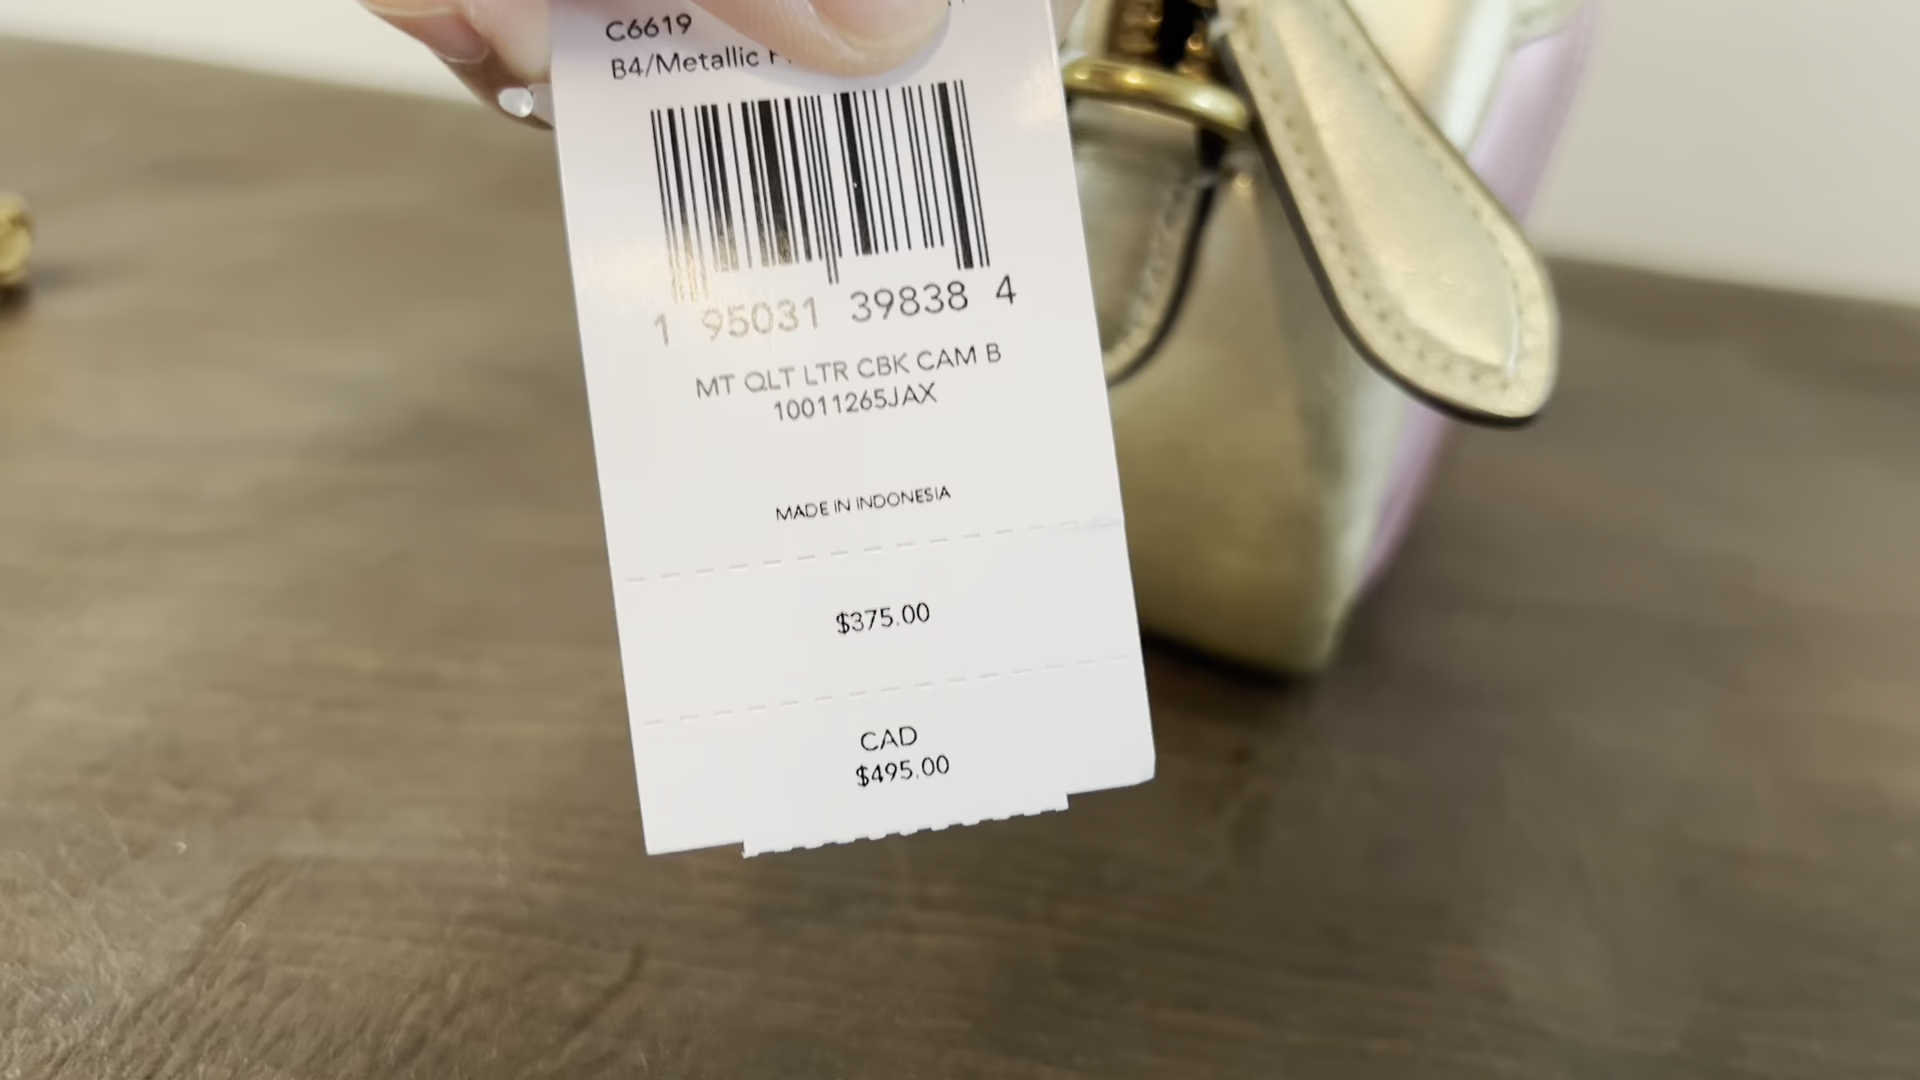 C6619
B4/Metallic
1 95031 39838 4
MT QLT LTR CBK CAM B
10011265JAX
MADE IN INDONESIA
$375.00
CAD
$495.00